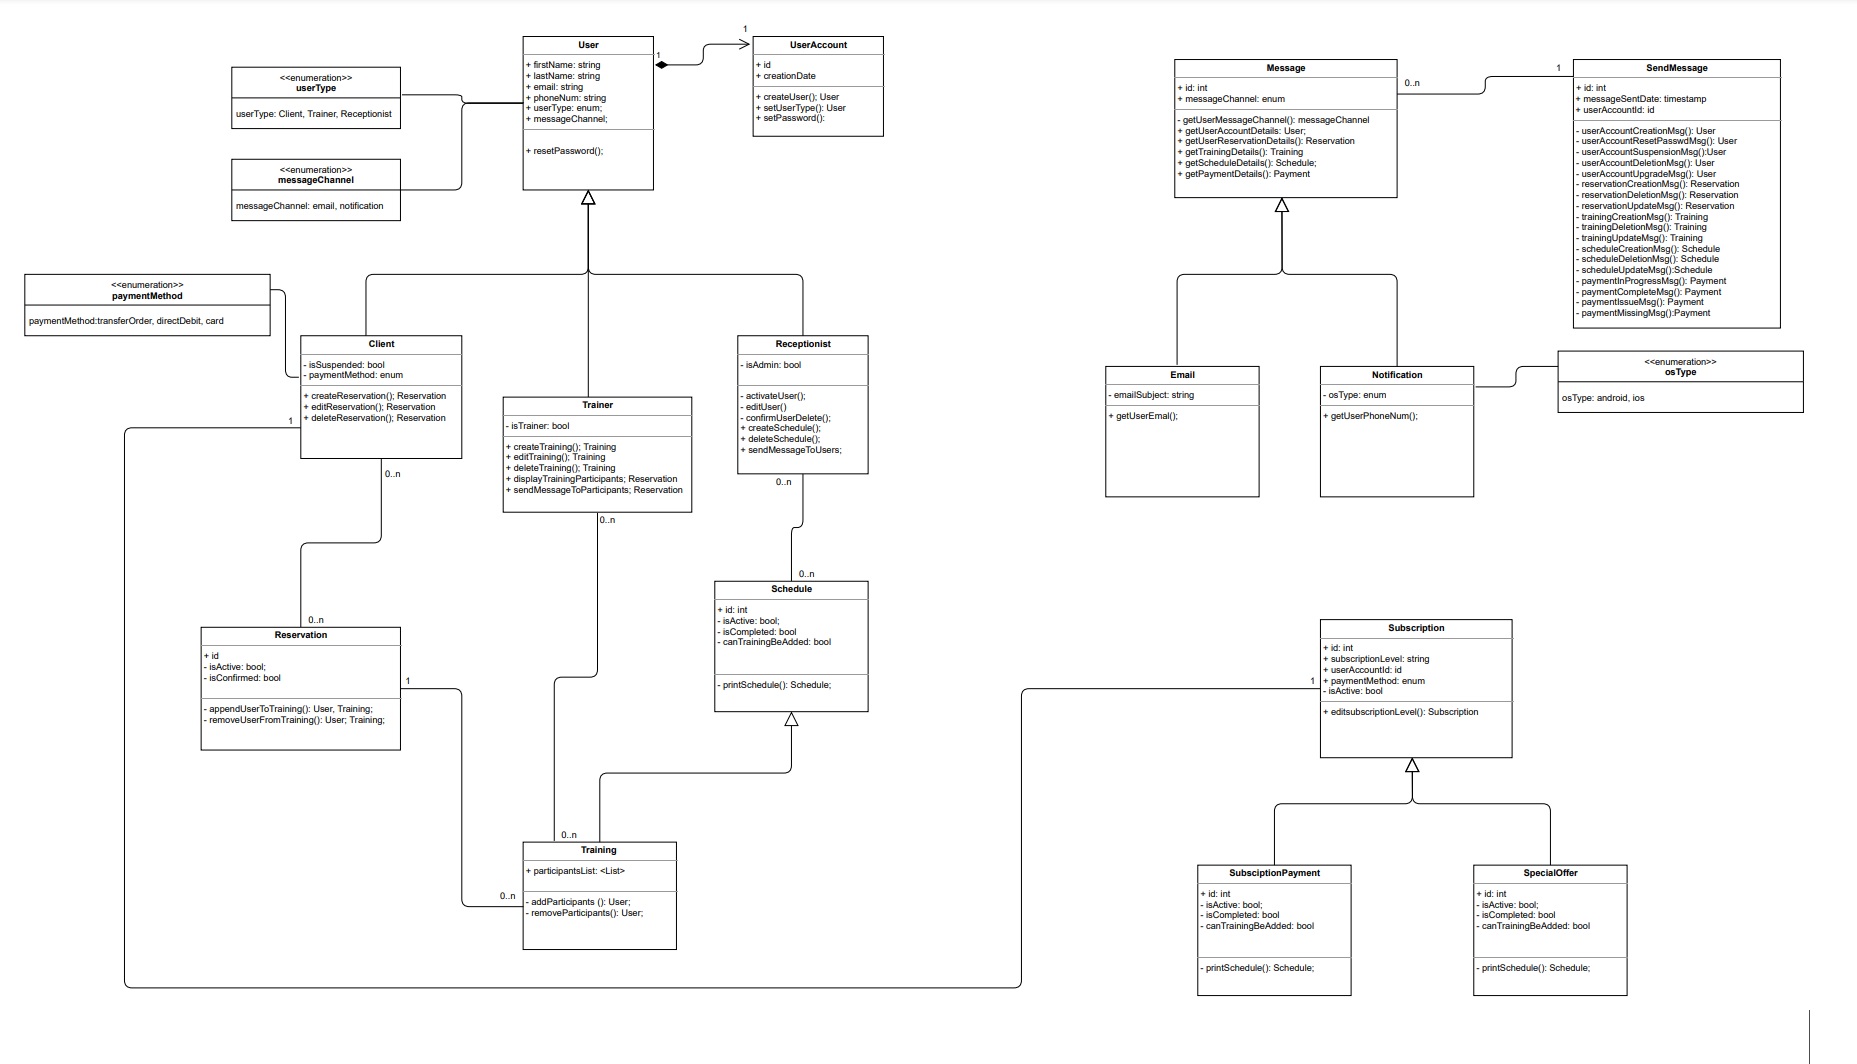 User
+ firstName: string
+ lastName: string
+ email: string
+ phoneNum: string
+ userType: enum;
+ messageChannel;
+ resetPassword();
1
1
UserAccount
+ id
+ creationDate
+ createUser(); User
+ setUserType(): User
+ setPassword():
<<enumeration>>
userType
userType: Client, Trainer, Receptionist
<<enumeration>>
messageChannel
messageChannel: email, notification
<<enumeration>>
paymentMethod
paymentMethod:transferOrder, directDebit, card
Client
- isSuspended: bool
- paymentMethod: enum
+ createReservation(); Reservation
+ editReservation(); Reservation
+ deleteReservation(); Reservation
1
0..n
Trainer
- isTrainer: bool
+ createTraining(); Training
+ editTraining(); Training
+ deleteTraining(); Training
+ displayTrainingParticipants; Reservation
+ sendMessageToParticipants; Reservation
0..n
Receptionist
- isAdmin: bool
- activateUser();
- editUser()
- confirmUserDelete();
+ createSchedule();
+ deleteSchedule();
+ sendMessageToUsers;
0..n
0..n
Schedule
+ id: int
- isActive: bool;
- isCompleted: bool
- canTrainingBeAdded: bool
- printSchedule(): Schedule;
0..n
Reservation
+ id
- isActive: bool;
- isConfirmed: bool
- appendUserToTraining(): User, Training;
- removeUserFromTraining(): User; Training;
1
0..n
0..n
Training
+ participantsList: <List>
- addParticipants (): User;
- removeParticipants(): User;
Message
+ id: int
+ messageChannel: enum
- getUserMessageChannel(): messageChannel
+ getUserAccountDetails: User;
+ getUserReservationDetails(): Reservation
+ getTrainingDetails(): Training
+ getScheduleDetails(): Schedule;
+ getPaymentDetails(): Payment
0..n
1
SendMessage
+ id: int
+ messageSentDate: timestamp
+ userAccountId: id
- userAccountCreationMsg(): User
- userAccountResetPasswdMsg(): User
- userAccountSuspensionMsg():User
- userAccountDeletionMsg(): User
- userAccountUpgradeMsg(): User
- reservationCreationMsg(): Reservation
- reservationDeletionMsg(): Reservation
- reservationUpdateMsg(): Reservation
- trainingCreationMsg(): Training
- trainingDeletionMsg(): Training
- trainingUpdateMsg(): Training
- scheduleCreationMsg(): Schedule
- scheduleDeletionMsg(): Schedule
- scheduleUpdateMsg():Schedule
- paymentInProgressMsg(): Payment
- paymentCompleteMsg(): Payment
- paymentIssueMsg(): Payment
- paymentMissingMsg():Payment
Email
- emailSubject: string
+ getUserEmal();
Notification
- osType: enum
+ getUserPhoneNum();
<<enumeration>>
osType
osType: android, ios
1
Subscription
+ id: int
+ subscriptionLevel: string
+ userAccountId: id
+ paymentMethod: enum
- isActive: bool
+ editsubscriptionLevel(): Subscription
SubsciptionPayment
+ id: int
- isActive: bool;
- isCompleted: bool
- canTrainingBeAdded: bool
- printSchedule(): Schedule;
SpecialOffer
+ id: int
- isActive: bool;
- isCompleted: bool
- canTrainingBeAdded: bool
- printSchedule(): Schedule;